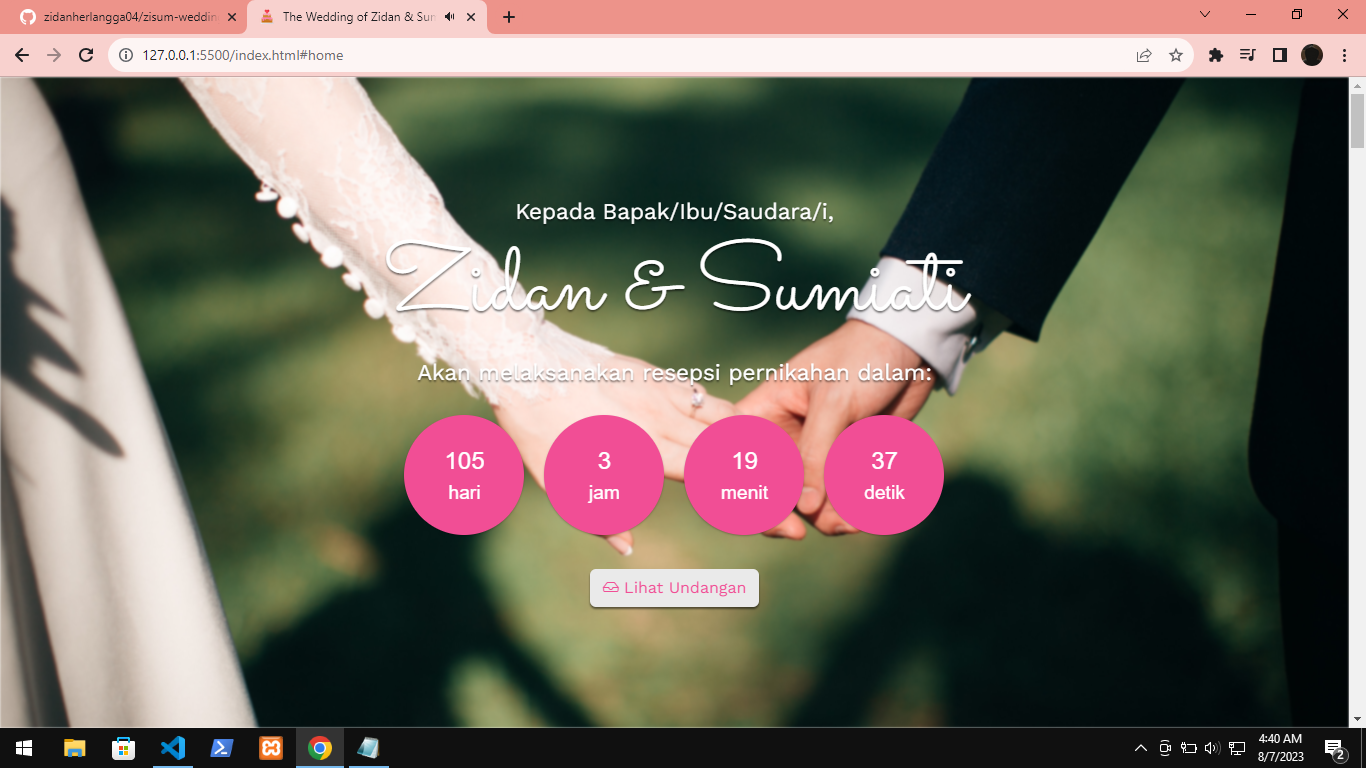 zidanherlangga04/zisum-wedding
The Wedding of Zidan & Sum
127.0.0.1:5500/index.html#home
Kepada Bapak/Ibu/Saudara/i,
Zidan & Sumiati
Akan melaksanakan resepsi pernikahan dalam:
105 3 19 37
hari jam menit detik
Lihat Undangan
4:40 AM
8/7/2023
2